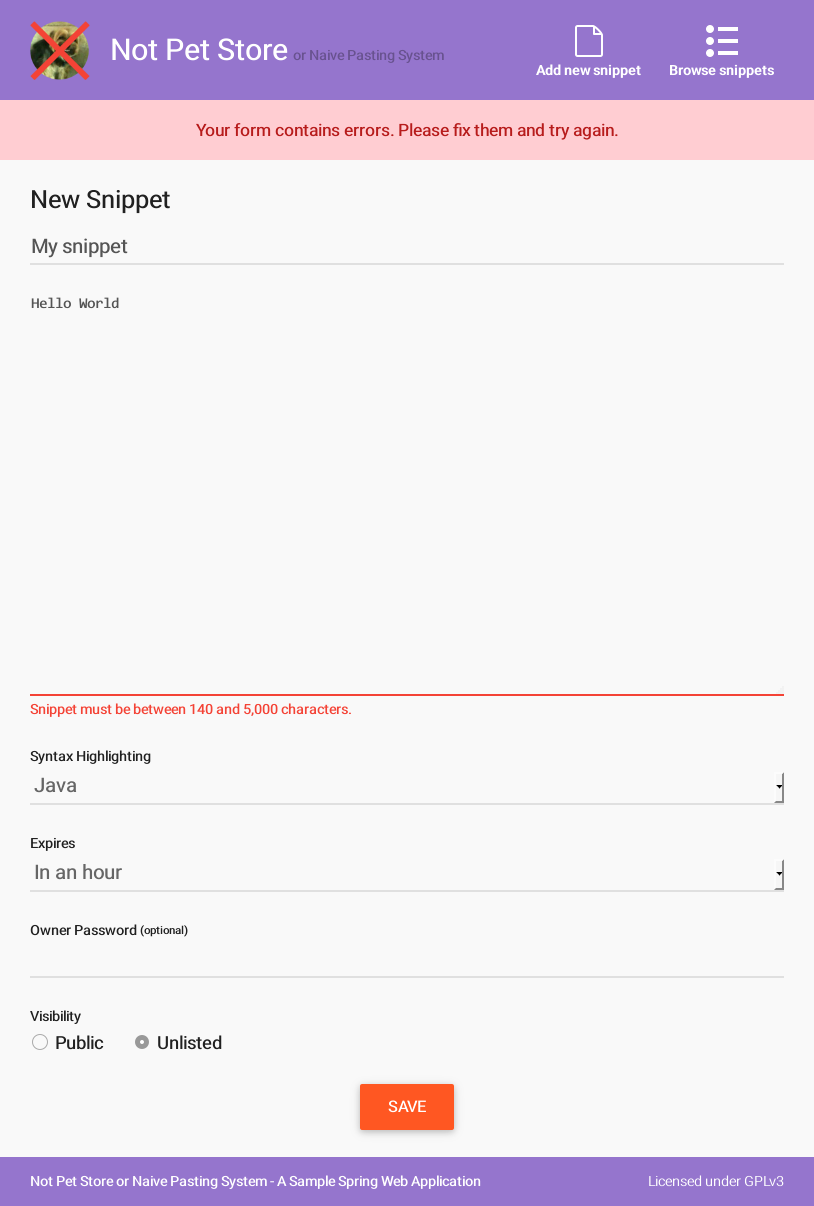 Not Pet Store or Naive Pasting System
Add new snippet
Browse snippets
Your form contains errors. Please fix them and try again.
New Snippet
My snippet
Hello World
Snippet must be between 140 and 5,000 characters.
Syntax Highlighting
Java
Expires
In an hour
Owner Password (optional)
Visibility
Public Unlisted
SAVE
Not Pet Store or Naive Pasting System - A Sample Spring Web Application
Licensed under GPLv3